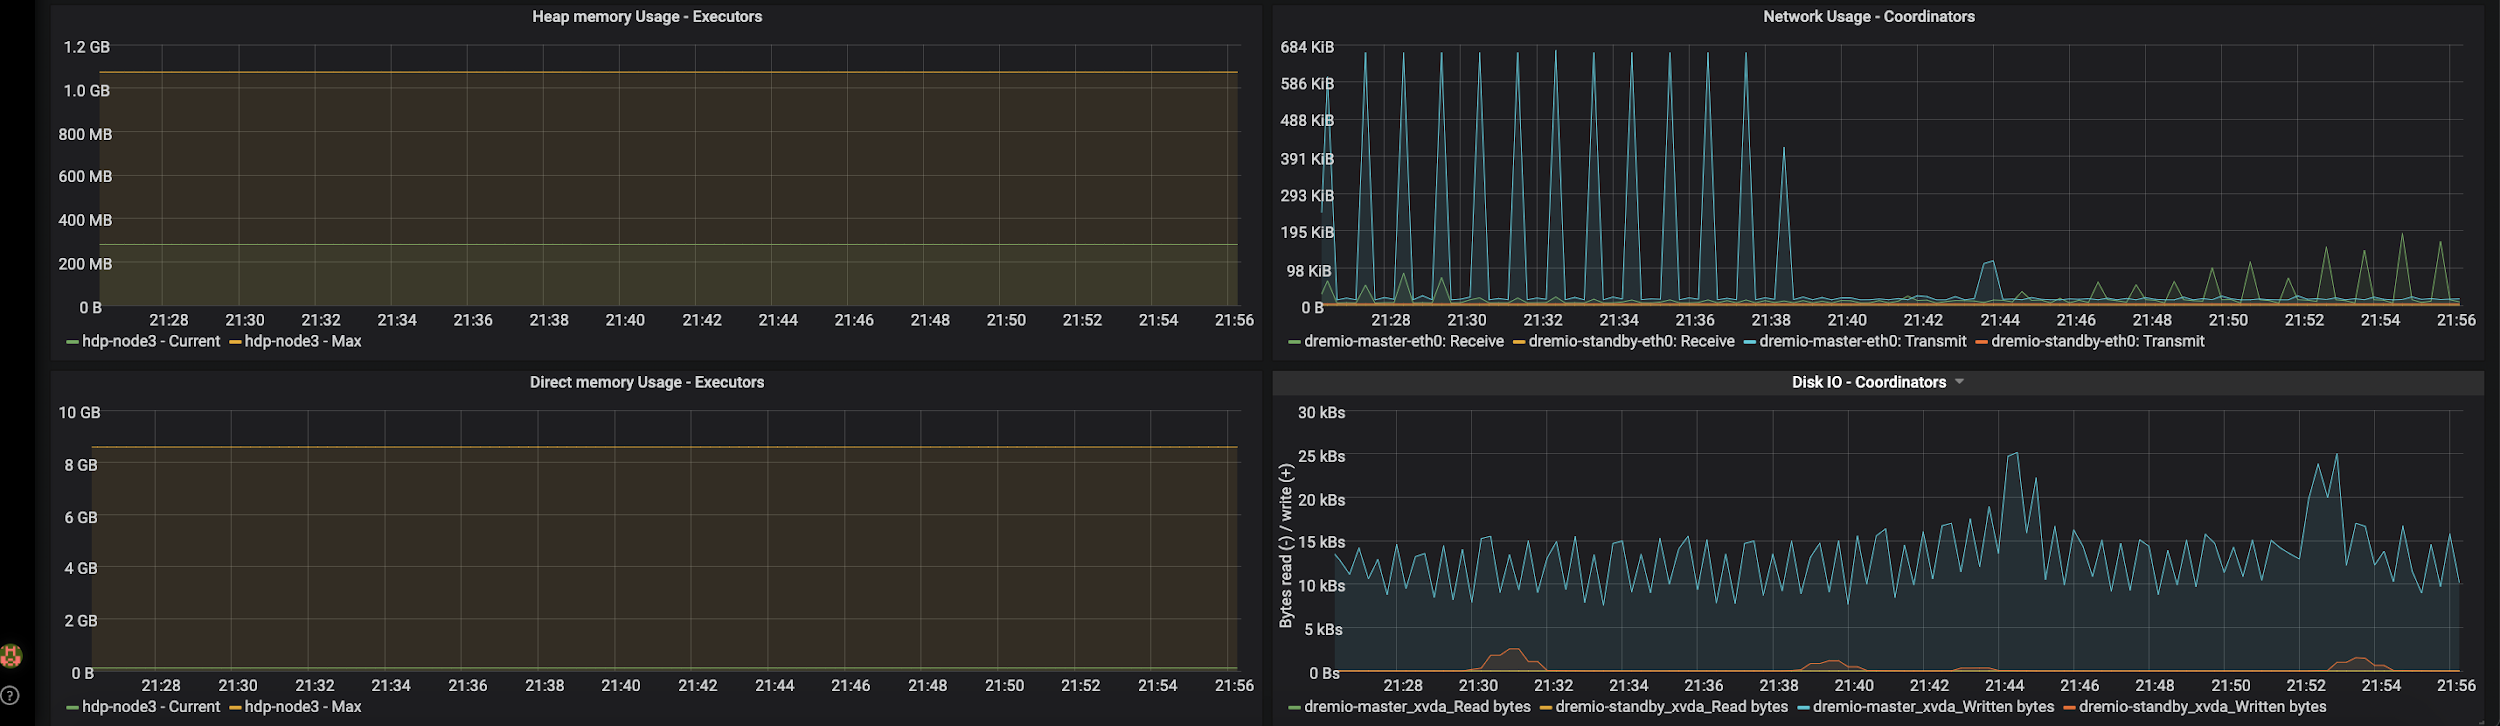 Heap memory Usage - Executors
1.2 GB
1.0 GB
800 MB
600 MB
400 MB
200 MB
0 B
21:28 21:30 21:32 21:34 21:36 21:38 21:40 21:42 21:44 21:46 21:48 21:50 21:52 21:54 21:56
hdp-node3 - Current hdp-node3 - Max
Network Usage - Coordinators
684 KiB
586 KiB
488 KiB
391 KiB
293 KiB
195 KiB
98 KiB
0 B
21:28 21:30 21:32 21:34 21:36 21:38 21:40 21:42 21:44 21:46 21:48 21:50 21:52 21:54 21:56
dremio-master-eth0: Receive dremio-standby-eth0: Receive dremio-master-eth0: Transmit dremio-standby-eth0: Transmit
Direct memory Usage - Executors
10 GB
8 GB
6 GB
4 GB
2 GB
0 B
21:28 21:30 21:32 21:34 21:36 21:38 21:40 21:42 21:44 21:46 21:48 21:50 21:52 21:54 21:56
hdp-node3 - Current hdp-node3 - Max
Disk IO - Coordinators
Bytes read (-) / write (+)
30 kBs
25 kBs
20 kBs
15 kBs
10 kBs
5 kBs
0 Bs
21:28 21:30 21:32 21:34 21:36 21:38 21:40 21:42 21:44 21:46 21:48 21:50 21:52 21:54 21:56
dremio-master_xvda_Read bytes dremio-standby_xvda_Read bytes dremio-master_xvda_Written bytes dremio-standby_xvda_Written bytes
?